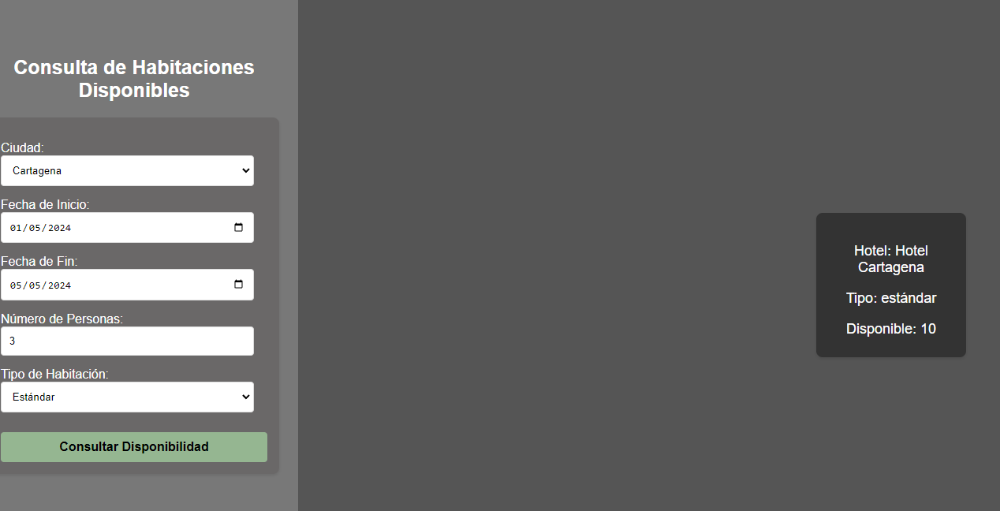 Consulta de Habitaciones
Disponibles
Ciudad:
Cartagena
Fecha de Inicio:
01/05/2024
Fecha de Fin:
05/05/2024
Número de Personas:
3
Tipo de Habitación:
Estándar
Consultar Disponibilidad
Hotel: Hotel
Cartagena
Tipo: estándar
Disponible: 10